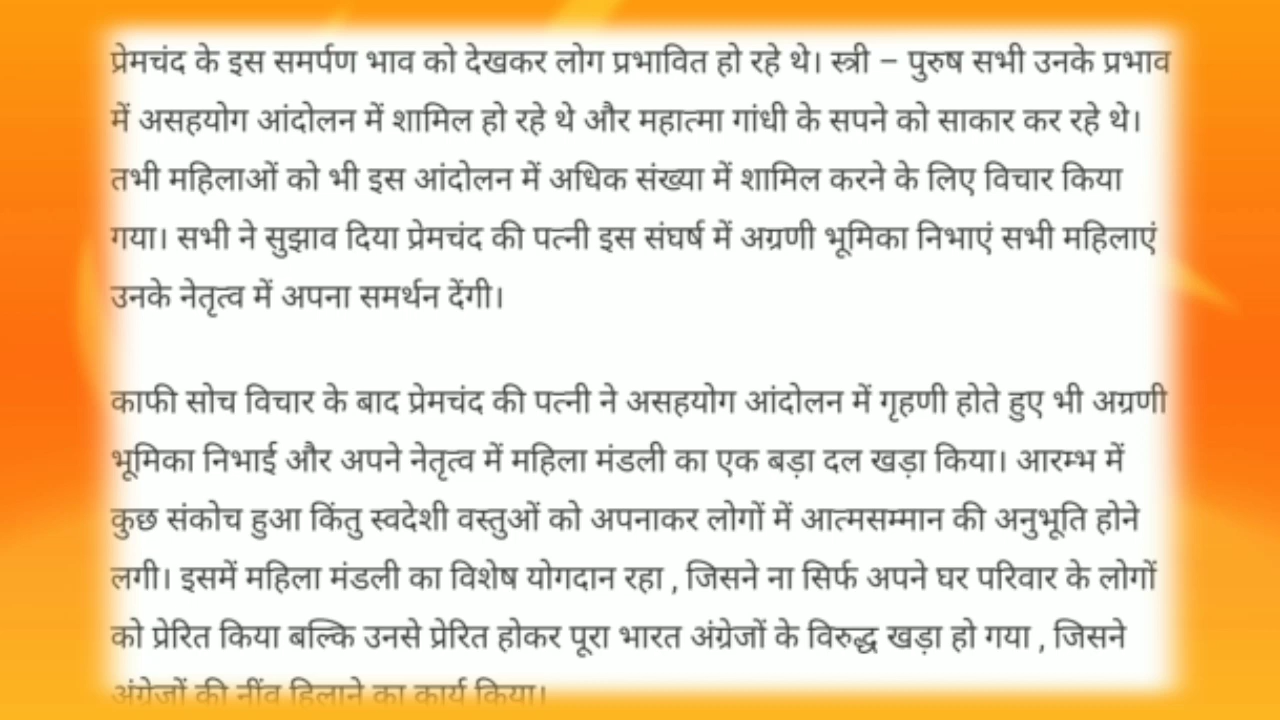 प्रेमचंद के इस समर्पण भाव को देखकर लोग प्रभावित हो रहे थे। स्त्री – पुरुष सभी उनके प्रभाव
में असहयोग आंदोलन में शामिल हो रहे थे और महात्मा गांधी के सपने को साकार कर रहे थे।
तभी महिलाओं को भी इस आंदोलन में अधिक संख्या में शामिल करने के लिए विचार किया
गया। सभी ने सुझाव दिया प्रेमचंद की पत्नी इस संघर्ष में अग्रणी भूमिका निभाएं सभी महिलाएं
उनके नेतृत्व में अपना समर्थन देंगी।
काफी सोच विचार के बाद प्रेमचंद की पत्नी ने असहयोग आंदोलन में गृहणी होते हुए भी अग्रणी
भूमिका निभाई और अपने नेतृत्व में महिला मंडली का एक बड़ा दल खड़ा किया। आरम्भ में
कुछ संकोच हुआ किंतु स्वदेशी वस्तुओं को अपनाकर लोगों में आत्मसम्मान की अनुभूति होने
लगी। इसमें महिला मंडली का विशेष योगदान रहा , जिसने ना सिर्फ अपने घर परिवार के लोगों
को प्रेरित किया बल्कि उनसे प्रेरित होकर पूरा भारत अंग्रेजों के विरुद्ध खड़ा हो गया , जिसने
अंग्रेजों की नींव हिलाने का कार्य किया।